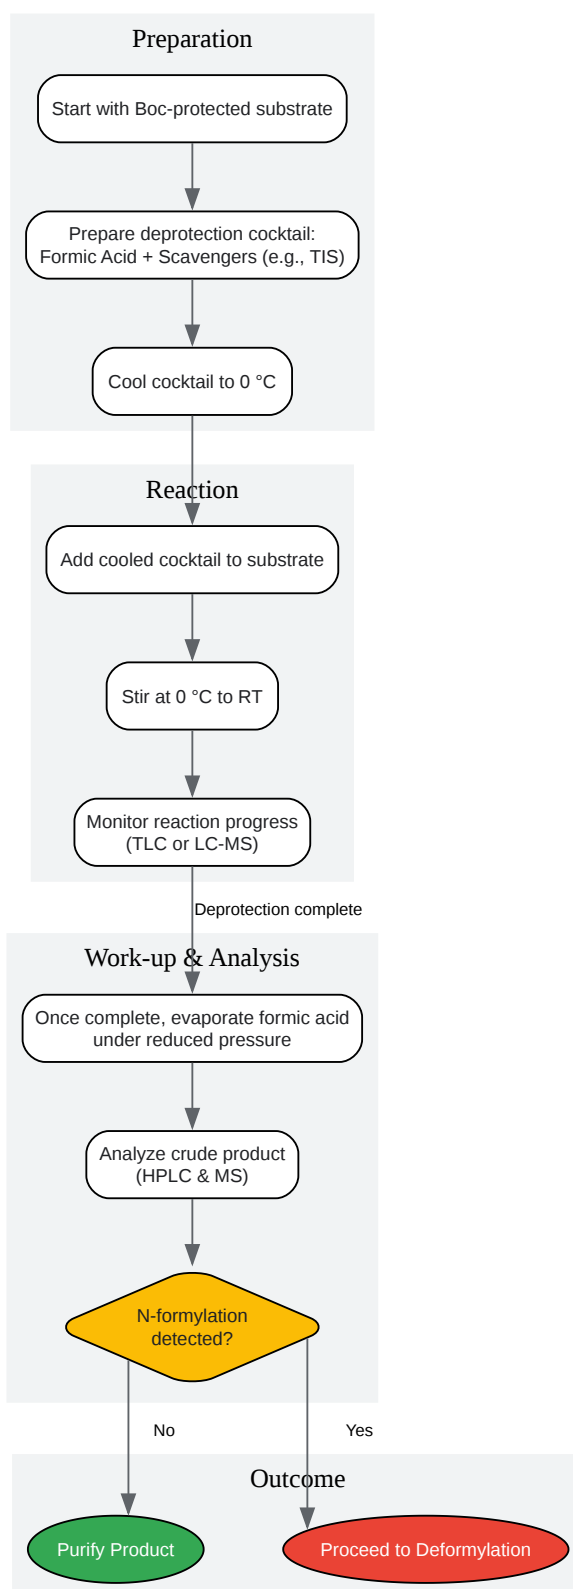 Preparation
Start with Boc-protected substrate
Prepare deprotection cocktail:
Formic Acid + Scavengers (e.g., TIS)
Cool cocktail to 0 °C
Reaction
Add cooled cocktail to substrate
Stir at 0 °C to RT
Monitor reaction progress
(TLC or LC-MS)
Deprotection complete
Work-up & Analysis
Once complete, evaporate formic acid
under reduced pressure
Analyze crude product
(HPLC & MS)
N-formylation
detected?
No
Yes
Outcome
Purify Product
Proceed to Deformylation